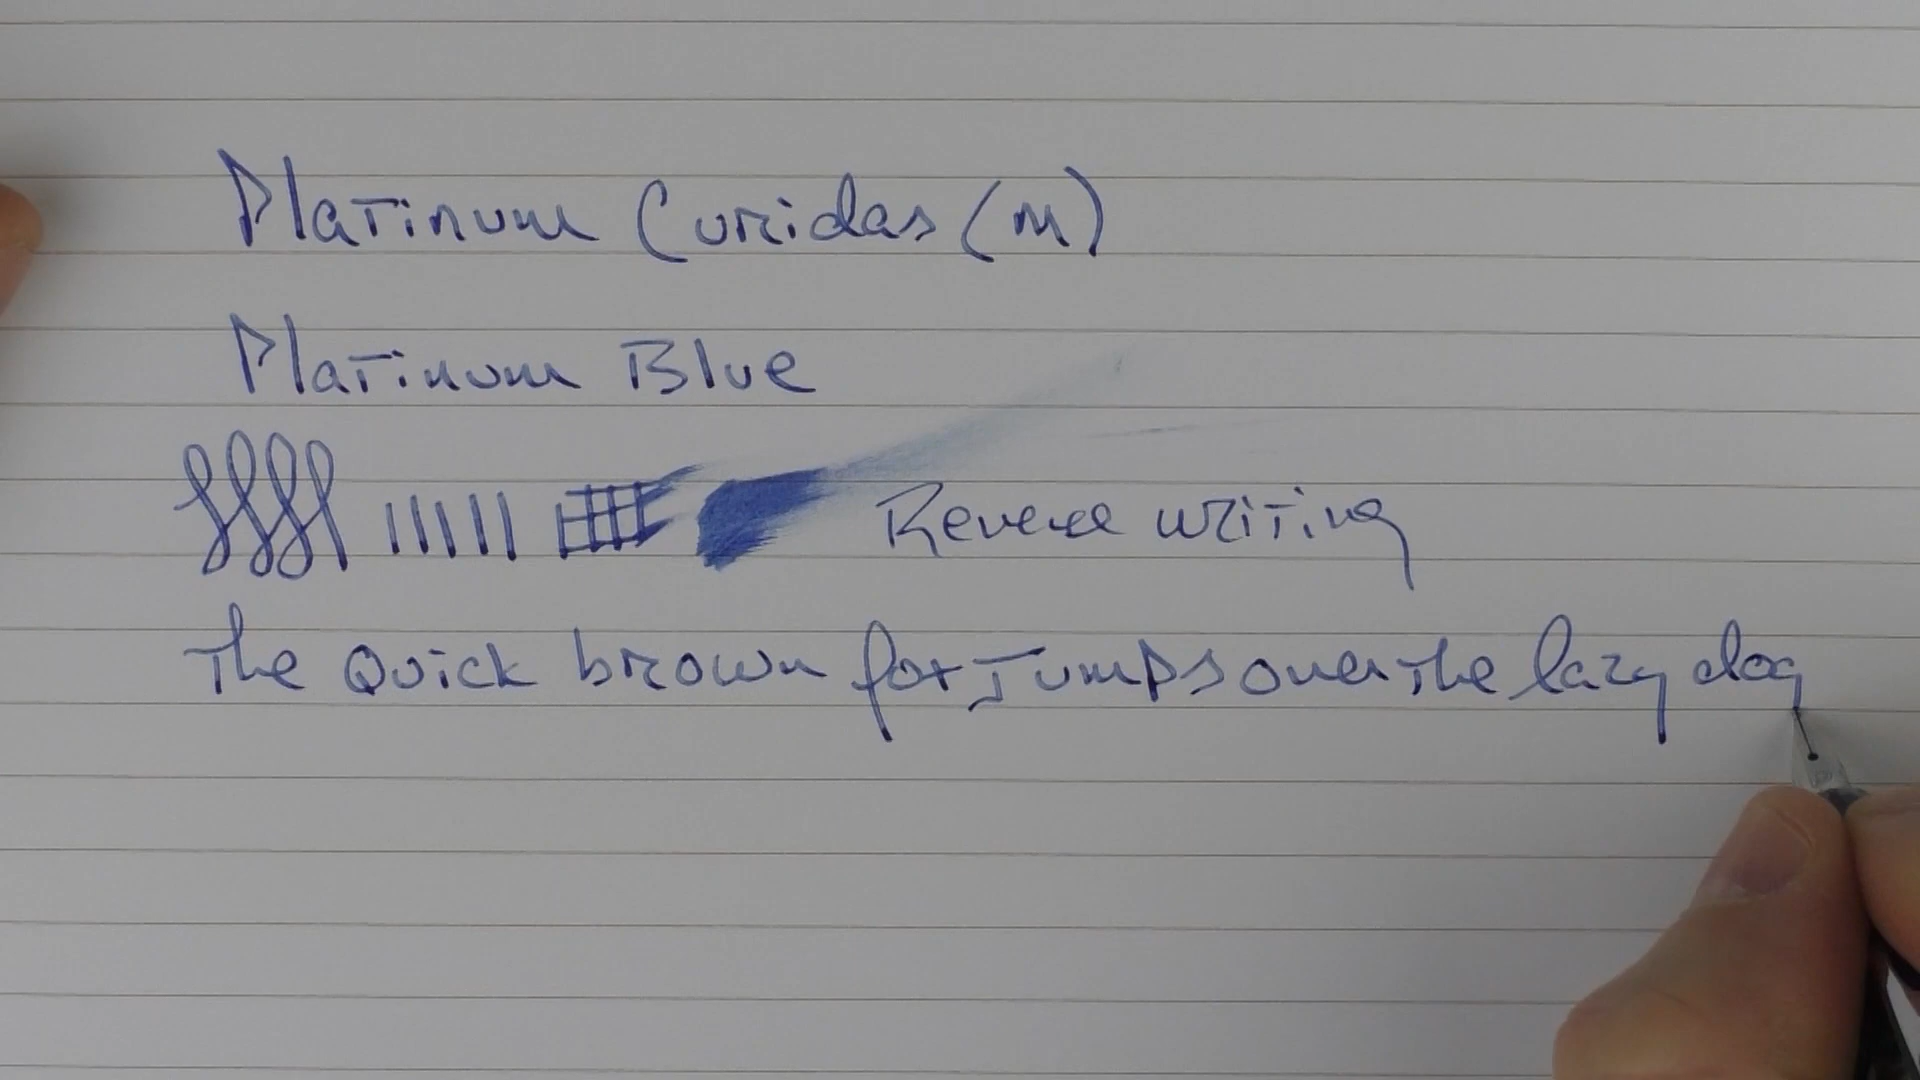 Platinum Curidas (M)
Platinum Blue
Reverse writing
The Quick brown fox Jumps over the lazy dog